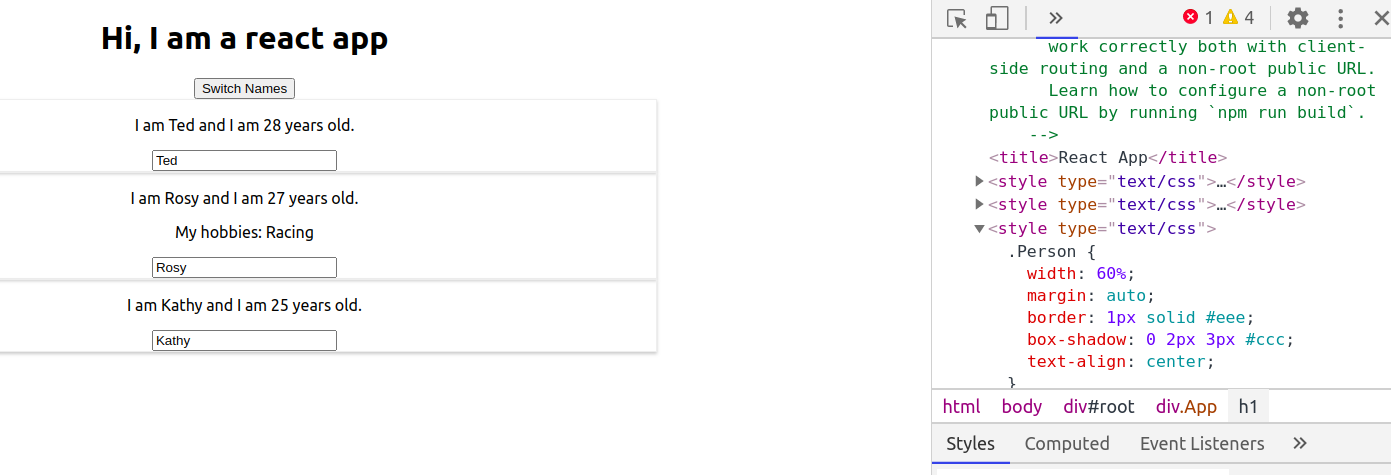 Hi, I am a react app
Switch Names
I am Ted and I am 28 years old.
Ted
I am Rosy and I am 27 years old.
My hobbies: Racing
Rosy
I am Kathy and I am 25 years old.
Kathy
1 4
work correctly both with client-
side routing and a non-root public URL.
Learn how to configure a non-root
public URL by running `npm run build`.
-->
<title>React App</title>
<style type="text/css">…</style>
<style type="text/css">…</style>
<style type="text/css">
.Person {
width: 60%;
margin: auto;
border: 1px solid #eee;
box-shadow: 0 2px 3px #ccc;
text-align: center;
}
html body div#root div.App h1
Styles Computed Event Listeners